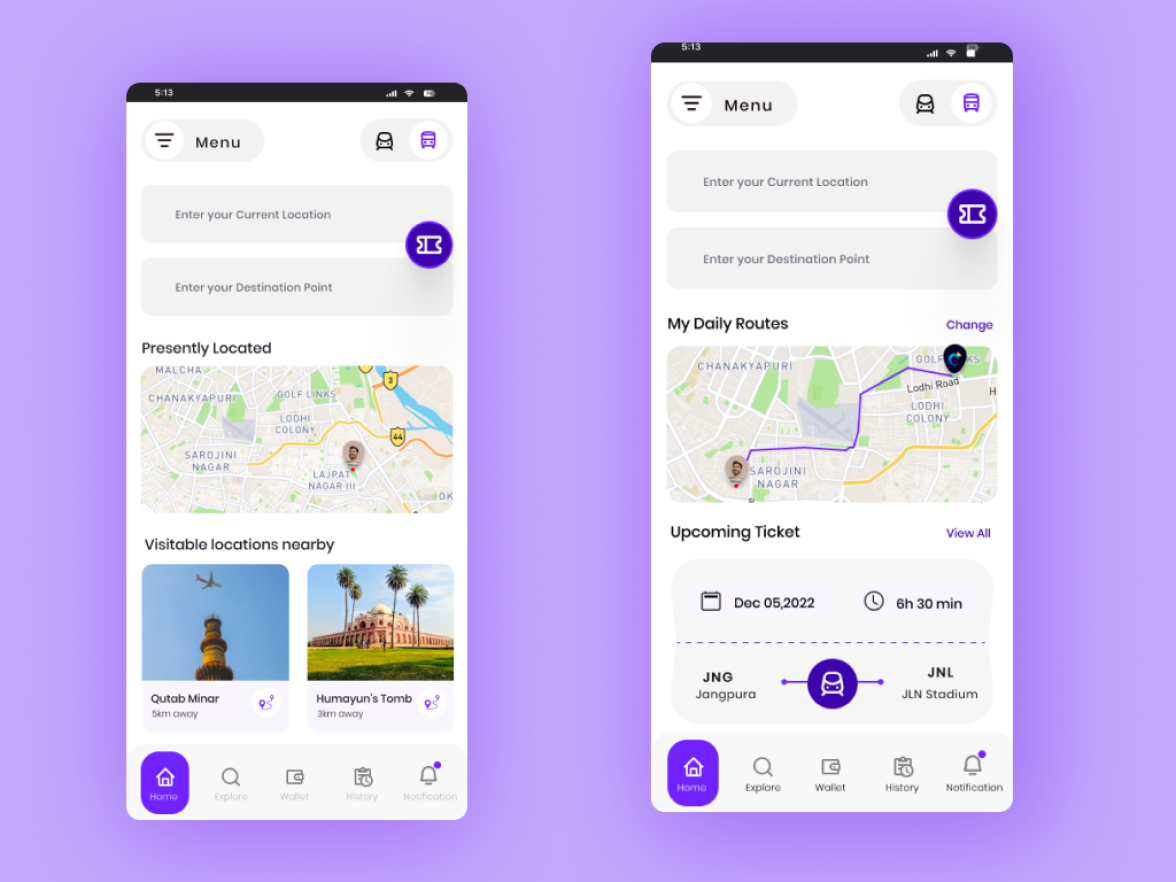 5:13
Menu
Enter your Current Location
Enter your Destination Point
Presently Located
MALCHA
3
CHANAKYAPURI
GOLF LINKS
LODHI
COLONY
44
SAROJINI
NAGAR
LAJPAT
NAGAR III
OK
Visitable locations nearby
Qutab Minar
5km away
Humayun's Tomb
3km away
Home
Explore
Wallet
History
Notification
5:13
Menu
Enter your Current Location
Enter your Destination Point
My Daily Routes
Change
CHANAKYAPURI
GOLF KS
Lodhi Road
H
LODHI
COLONY
SAROJINI
NAGAR
Upcoming Ticket
View All
Dec 05,2022
6h 30 min
JNG
Jangpura
JNL
JLN Stadium
Home
Explore
Wallet
History
Notification